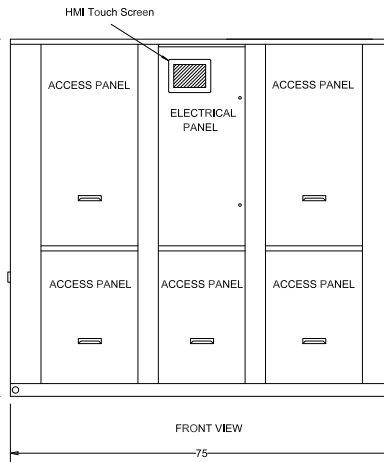 HMI Touch Screen
ACCESS PANEL
ACCESS PANEL
ELECTRICAL
PANEL
ACCESS PANEL
ACCESS PANEL
ACCESS PANEL
FRONT VIEW
75